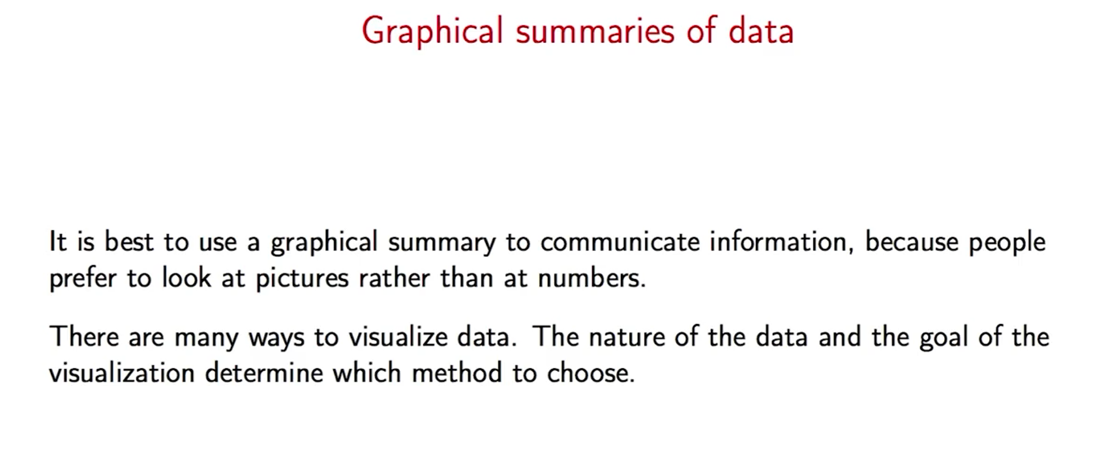 Graphical summaries of data
It is best to use a graphical summary to communicate information, because people
prefer to look at pictures rather than at numbers.
There are many ways to visualize data. The nature of the data and the goal of the
visualization determine which method to choose.